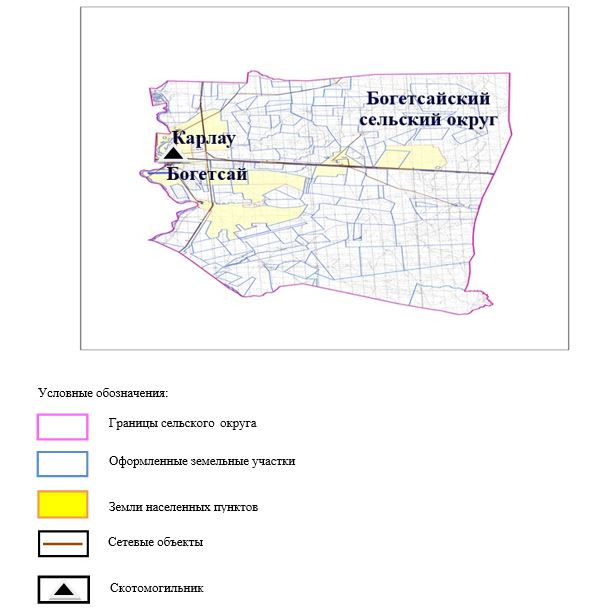 Богетсайский
сельский округ
Карлау
Богетсай
Условные обозначения:
Границы сельского округа
Оформленные земельные участки
Земли населенных пунктов
Сетевые объекты
Скотомогильник